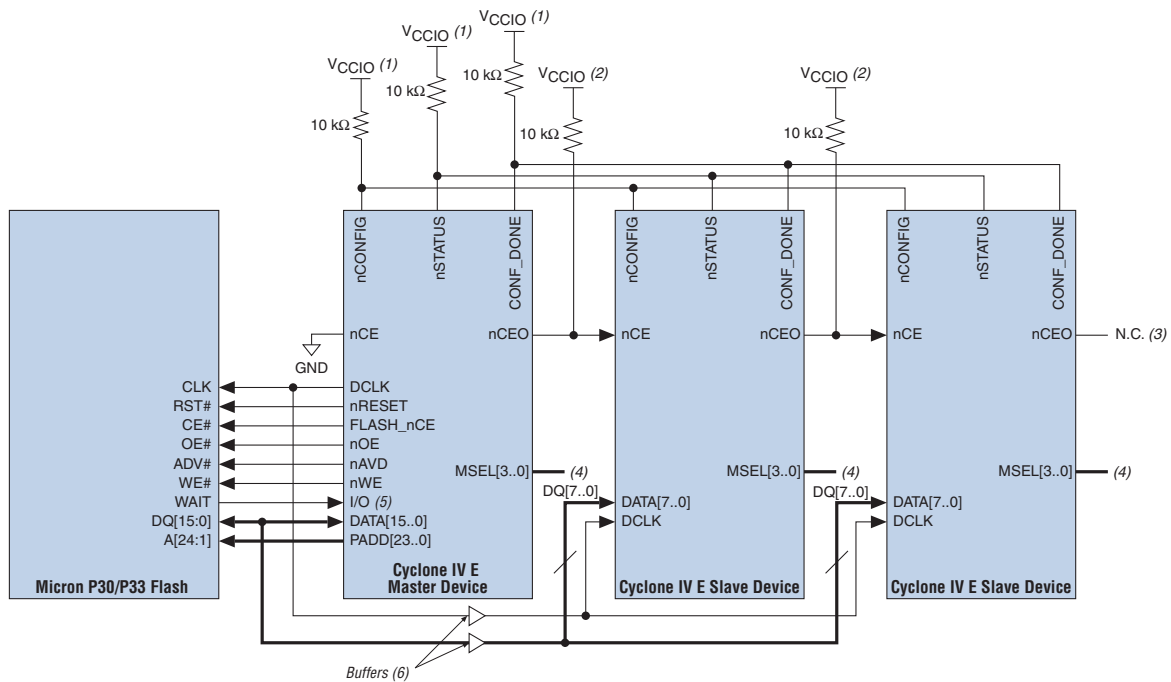 VCCIO (1)
VCCIO (1)
VCCIO (1)
VCCIO (2)
VCCIO (2)
10 kΩ
10 kΩ
10 kΩ
10 kΩ
10 kΩ
nCONFIG
nSTATUS
CONF_DONE
nCONFIG
nSTATUS
CONF_DONE
nCONFIG
nSTATUS
CONF_DONE
nCE
nCEO
nCE
nCEO
nCE
nCEO
N.C. (3)
GND
CLK
DCLK
RST#
nRESET
CE#
FLASH_nCE
OE#
nOE
ADV#
nAVD
WE#
nWE
WAIT
I/O (5)
DQ[15:0]
DATA[15..0]
A[24:1]
PADD[23..0]
MSEL[3..0]
(4)
MSEL[3..0]
(4)
MSEL[3..0]
(4)
DQ[7..0]
DATA[7..0]
DCLK
DQ[7..0]
DATA[7..0]
DCLK
Micron P30/P33 Flash
Cyclone IV E
Master Device
Cyclone IV E Slave Device
Cyclone IV E Slave Device
Buffers (6)